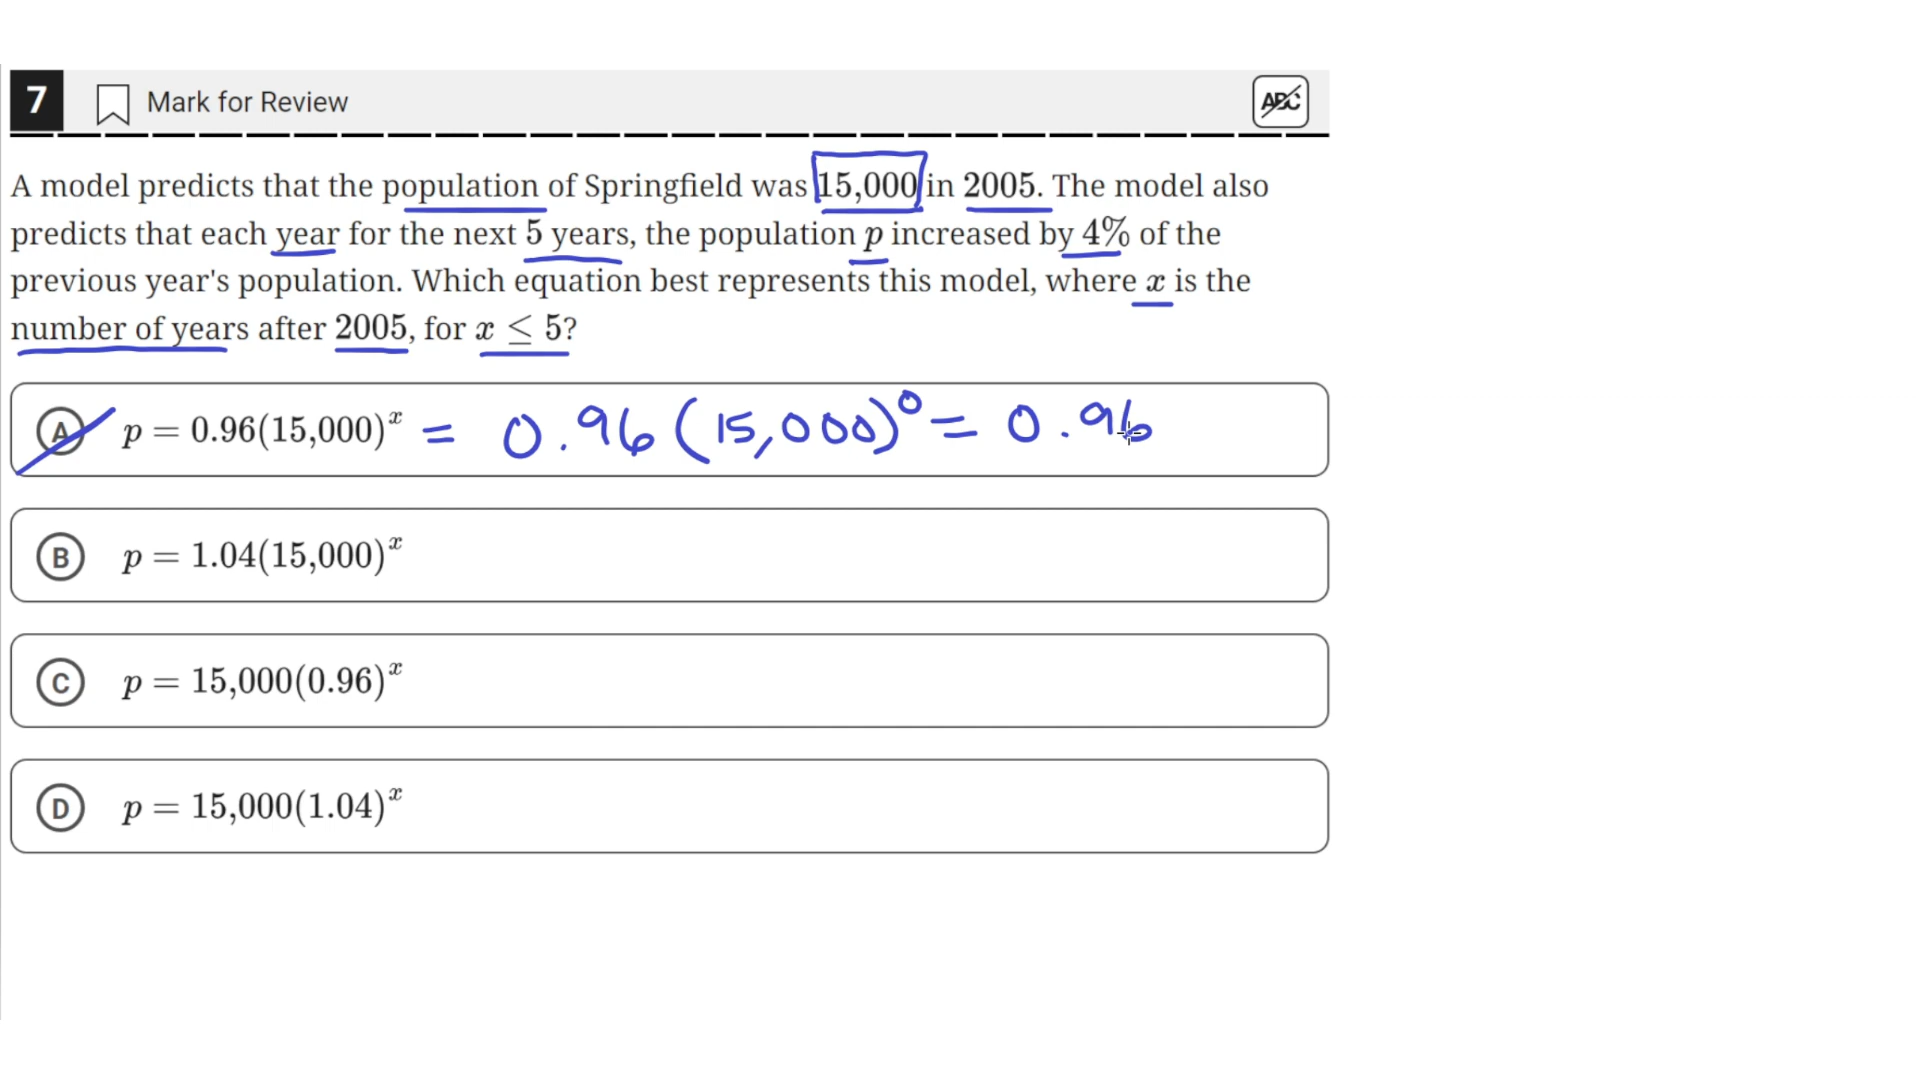 7 Mark for Review ABC
A model predicts that the population of Springfield was 15,000 in 2005. The model also
predicts that each year for the next 5 years, the population p increased by 4% of the
previous year's population. Which equation best represents this model, where x is the
number of years after 2005, for x ≤ 5?
A p = 0.96(15,000)ˣ = 0.96 (15,000)⁰ = 0.96
B p = 1.04(15,000)ˣ
C p = 15,000(0.96)ˣ
D p = 15,000(1.04)ˣ